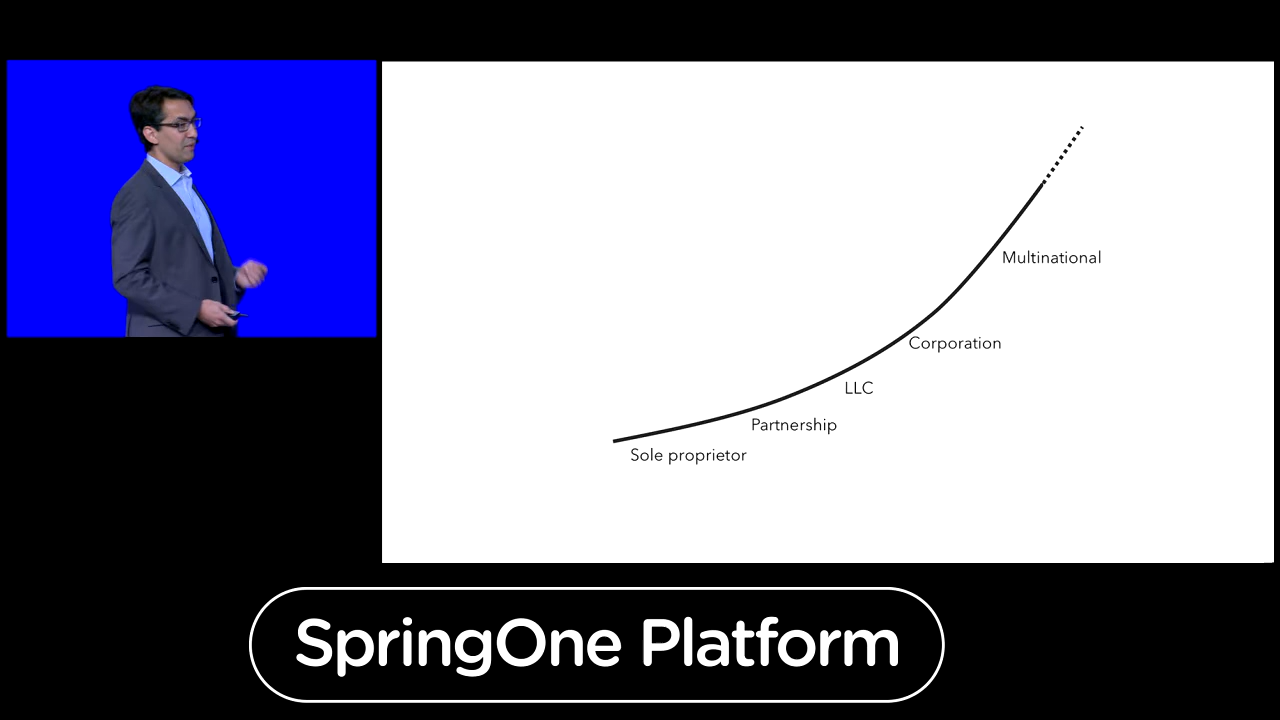 Multinational
Corporation
LLC
Partnership
Sole proprietor
SpringOne Platform